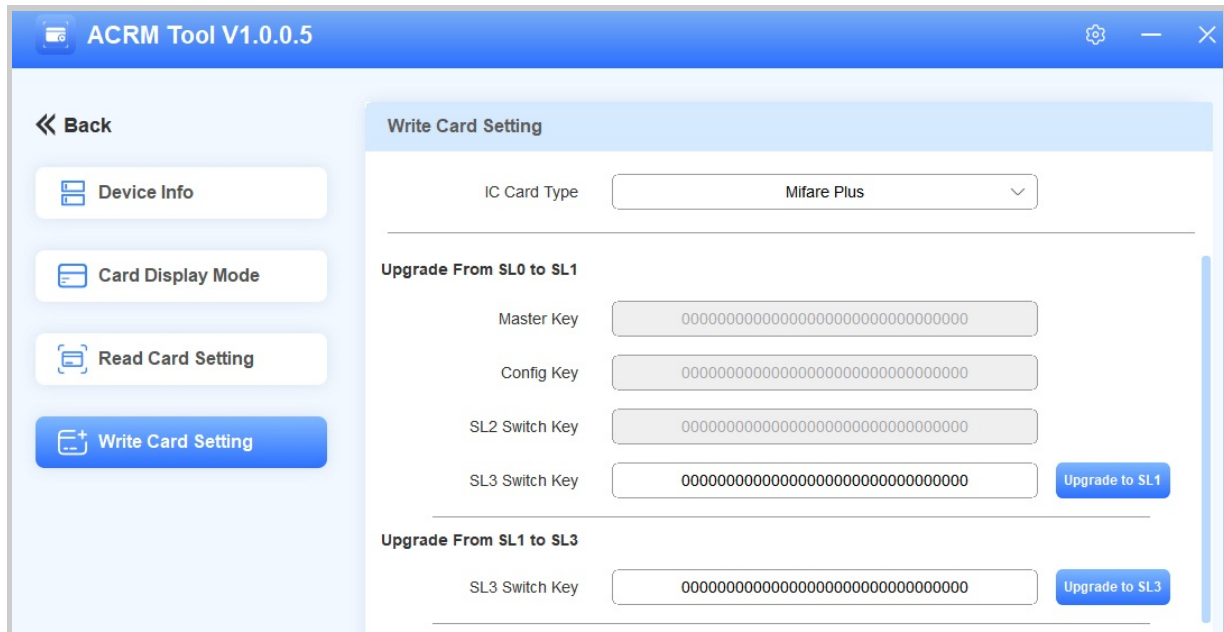 ACRM Tool V1.0.0.5
Back
Device Info
Card Display Mode
Read Card Setting
Write Card Setting
Write Card Setting
IC Card Type Mifare Plus
Upgrade From SL0 to SL1
Master Key 00000000000000000000000000000000
Config Key 00000000000000000000000000000000
SL2 Switch Key 00000000000000000000000000000000
SL3 Switch Key 00000000000000000000000000000000 Upgrade to SL1
Upgrade From SL1 to SL3
SL3 Switch Key 00000000000000000000000000000000 Upgrade to SL3